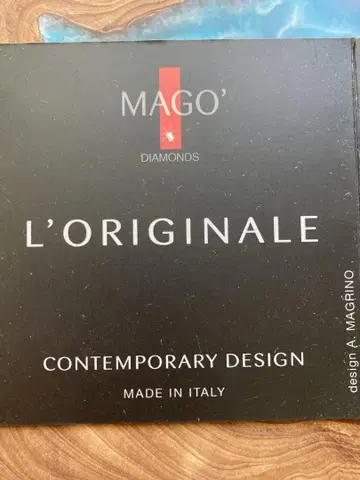 MAGO'
DIAMONDS
L'ORIGINALE
CONTEMPORARY DESIGN
MADE IN ITALY
design A. MAGRINO